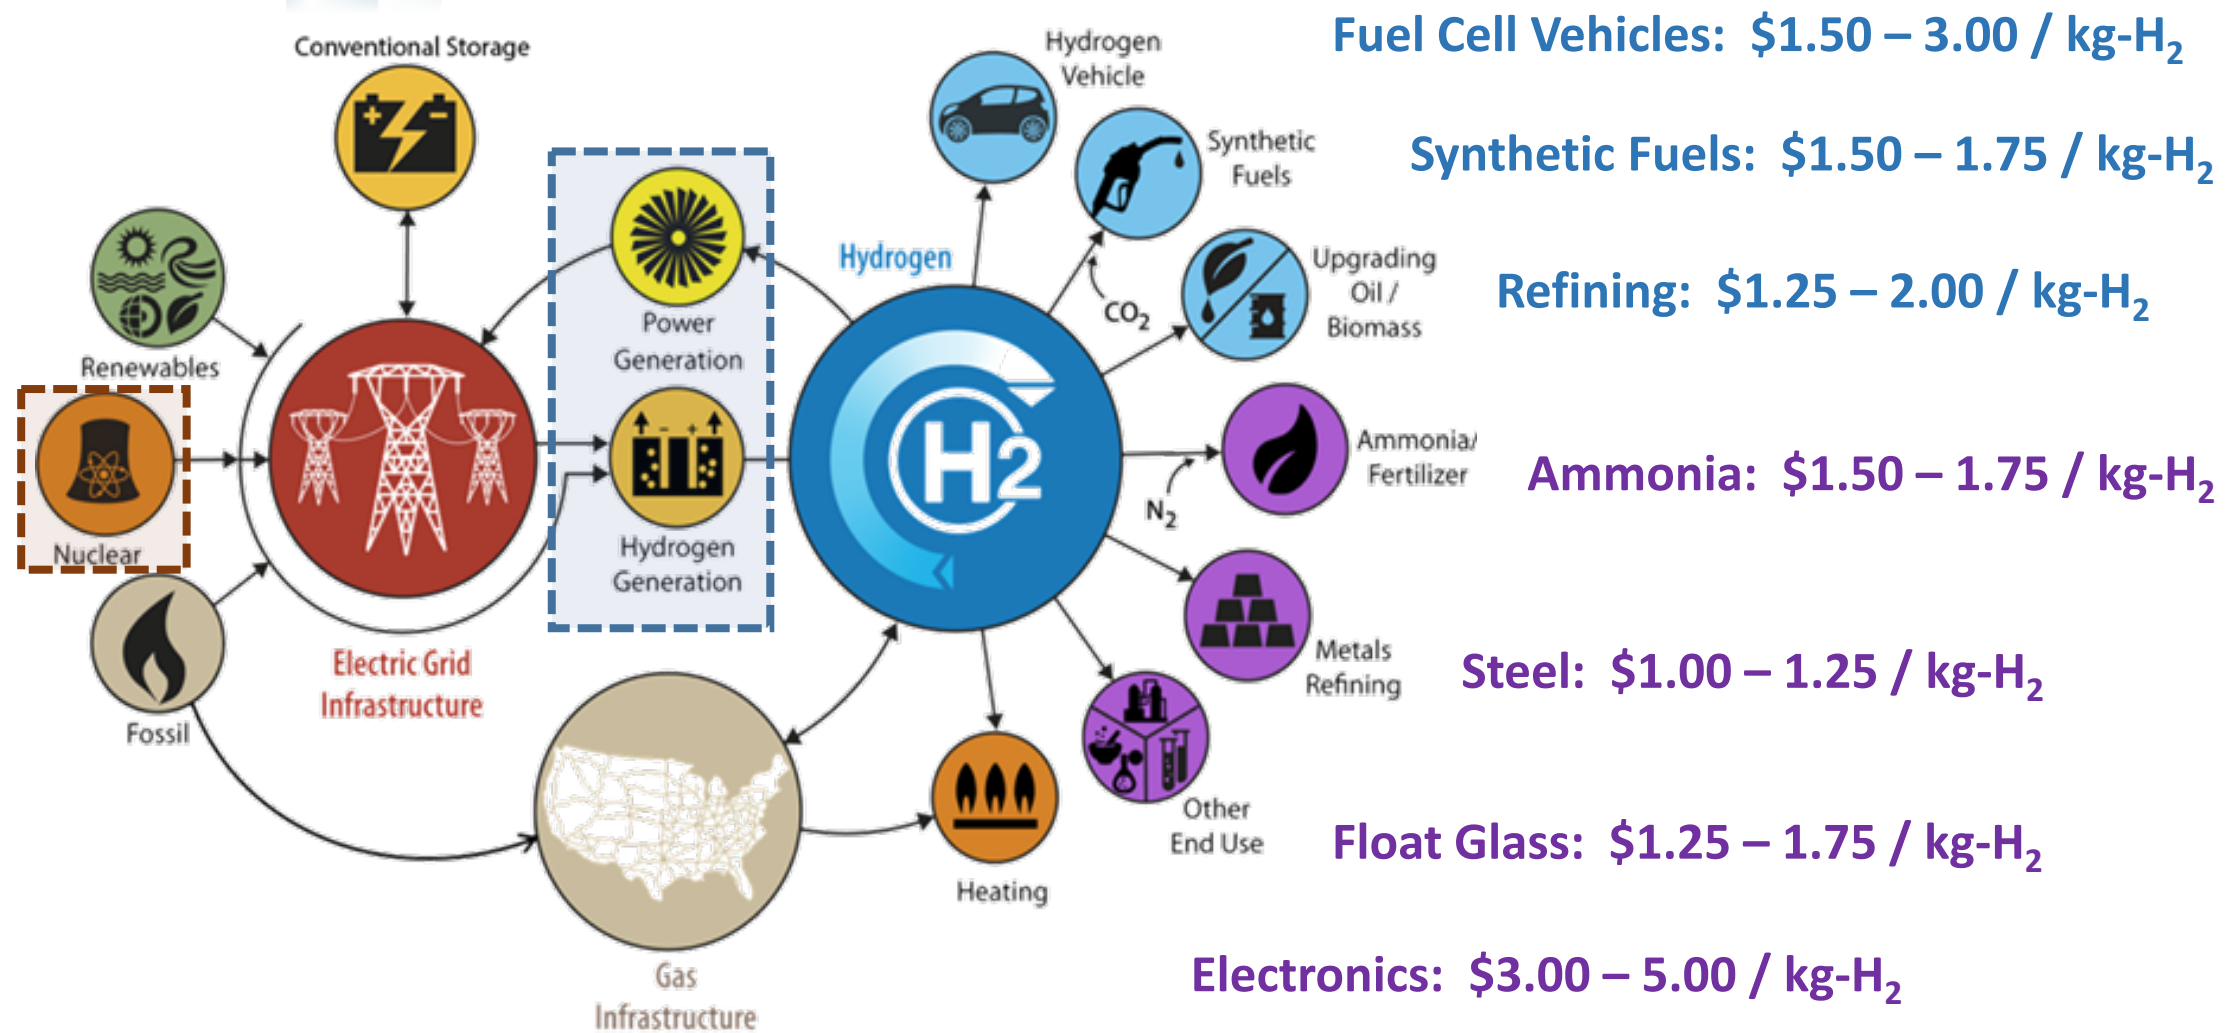 Conventional Storage
Renewables
Nuclear
Fossil
Electric Grid
Infrastructure
Power
Generation
Hydrogen
Generation
Gas
Infrastructure
Hydrogen
H2
Hydrogen
Vehicle
Synthetic
Fuels
CO2
Upgrading
Oil /
Biomass
Ammonia/
Fertilizer
N2
Metals
Refining
Other
End Use
Heating
Fuel Cell Vehicles: $1.50 – 3.00 / kg-H2
Synthetic Fuels: $1.50 – 1.75 / kg-H2
Refining: $1.25 – 2.00 / kg-H2
Ammonia: $1.50 – 1.75 / kg-H2
Steel: $1.00 – 1.25 / kg-H2
Float Glass: $1.25 – 1.75 / kg-H2
Electronics: $3.00 – 5.00 / kg-H2